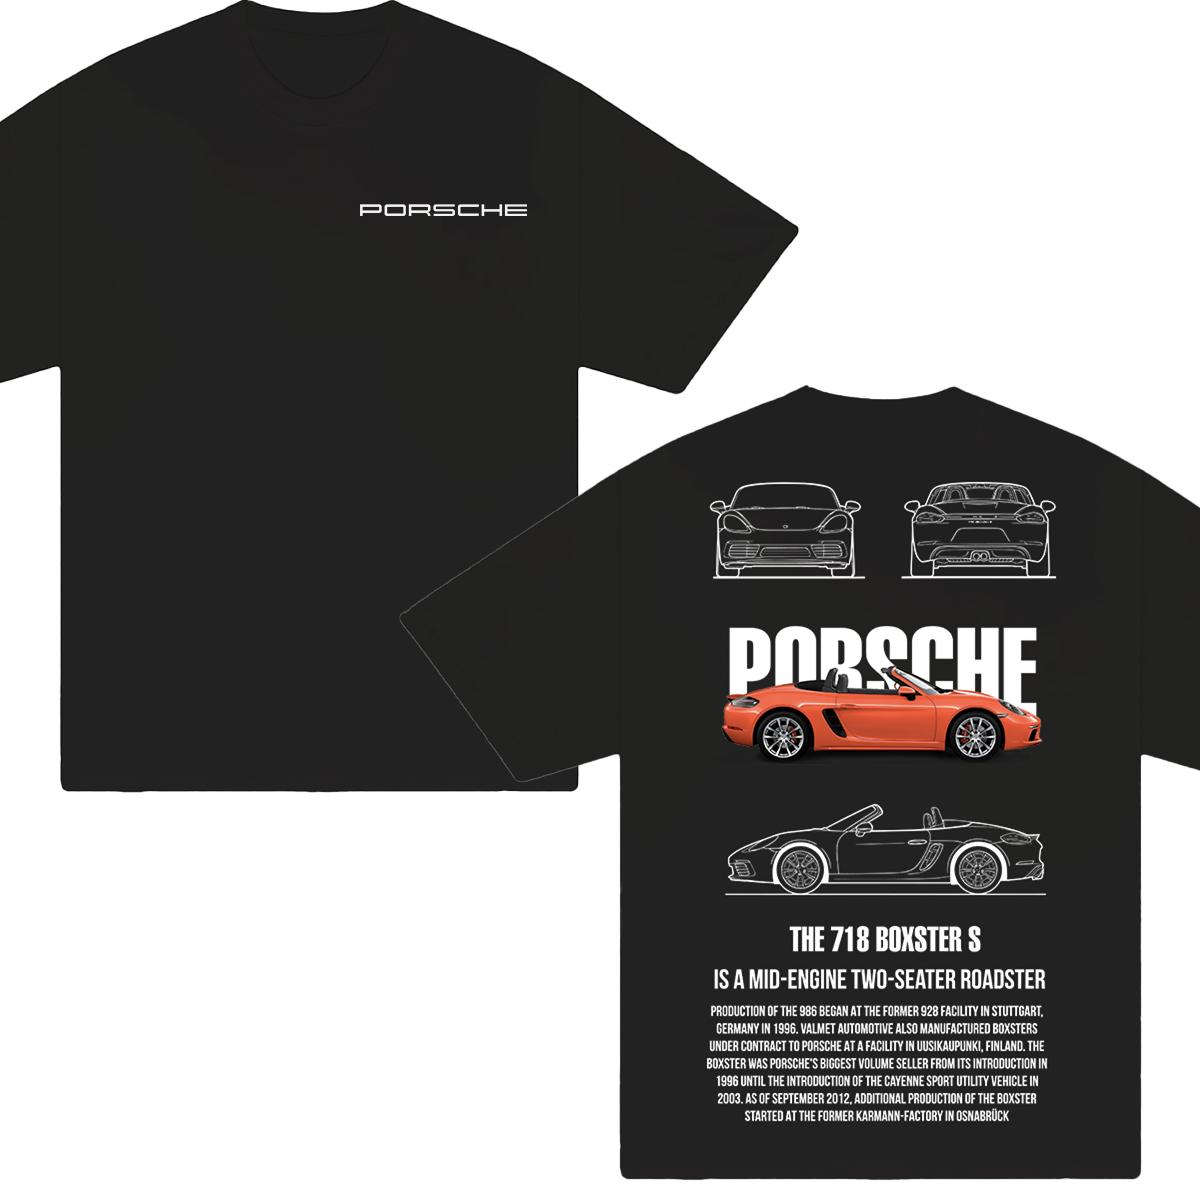 PORSCHE
PORSCHE
THE 718 BOXSTER S
IS A MID-ENGINE TWO-SEATER ROADSTER
PRODUCTION OF THE 986 BEGAN AT THE FORMER 928 FACILITY IN STUTTGART,
GERMANY IN 1996. VALMET AUTOMOTIVE ALSO MANUFACTURED BOXSTERS
UNDER CONTRACT TO PORSCHE AT A FACILITY IN UUSIKAUPUNKI, FINLAND. THE
BOXSTER WAS PORSCHE'S BIGGEST VOLUME SELLER FROM ITS INTRODUCTION IN
1996 UNTIL THE INTRODUCTION OF THE CAYENNE SPORT UTILITY VEHICLE IN
2003. AS OF SEPTEMBER 2012, ADDITIONAL PRODUCTION OF THE BOXSTER
STARTED AT THE FORMER KARMANN-FACTORY IN OSNABRÜCK